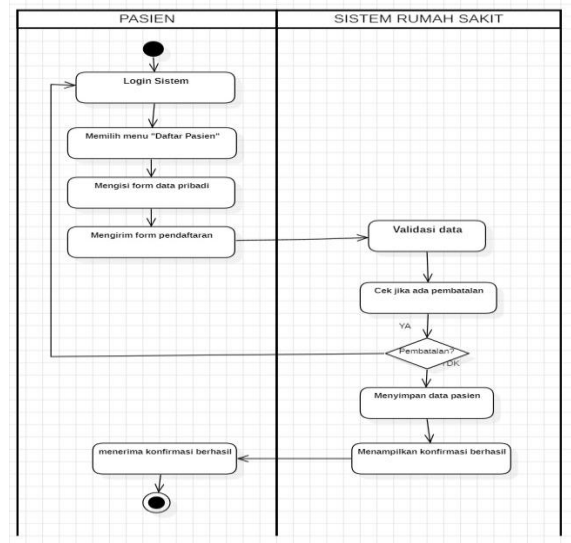 PASIEN
SISTEM RUMAH SAKIT
Login Sistem
Memilih menu "Daftar Pasien"
Mengisi form data pribadi
Mengirim form pendaftaran
Validasi data
Cek jika ada pembatalan
YA
Pembatalan?
TDK
Menyimpan data pasien
Menampilkan konfirmasi berhasil
menerima konfirmasi berhasil